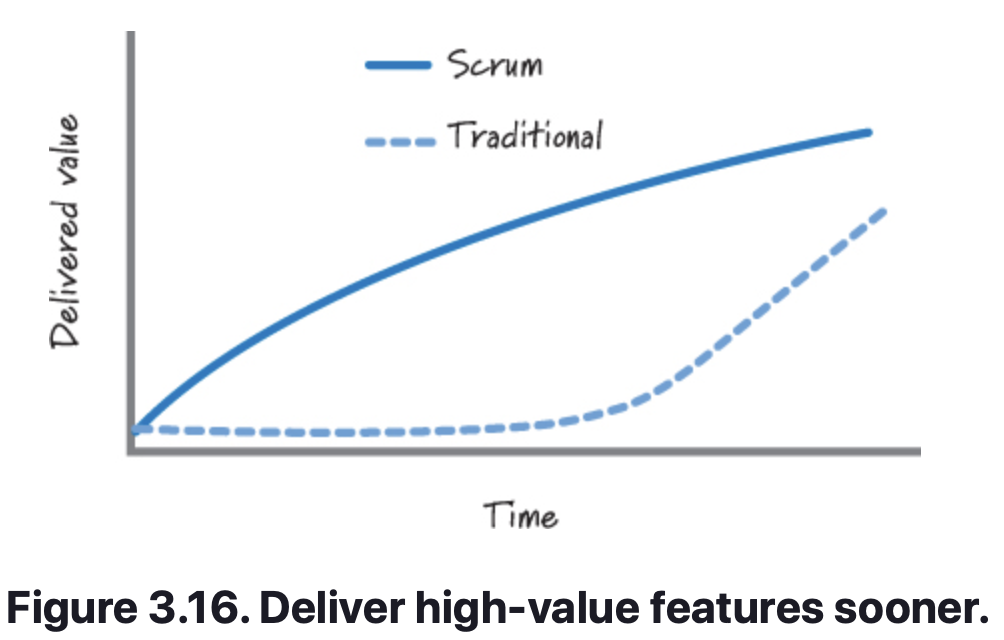 Scrum
Traditional
Delivered value
Time
Figure 3.16. Deliver high-value features sooner.